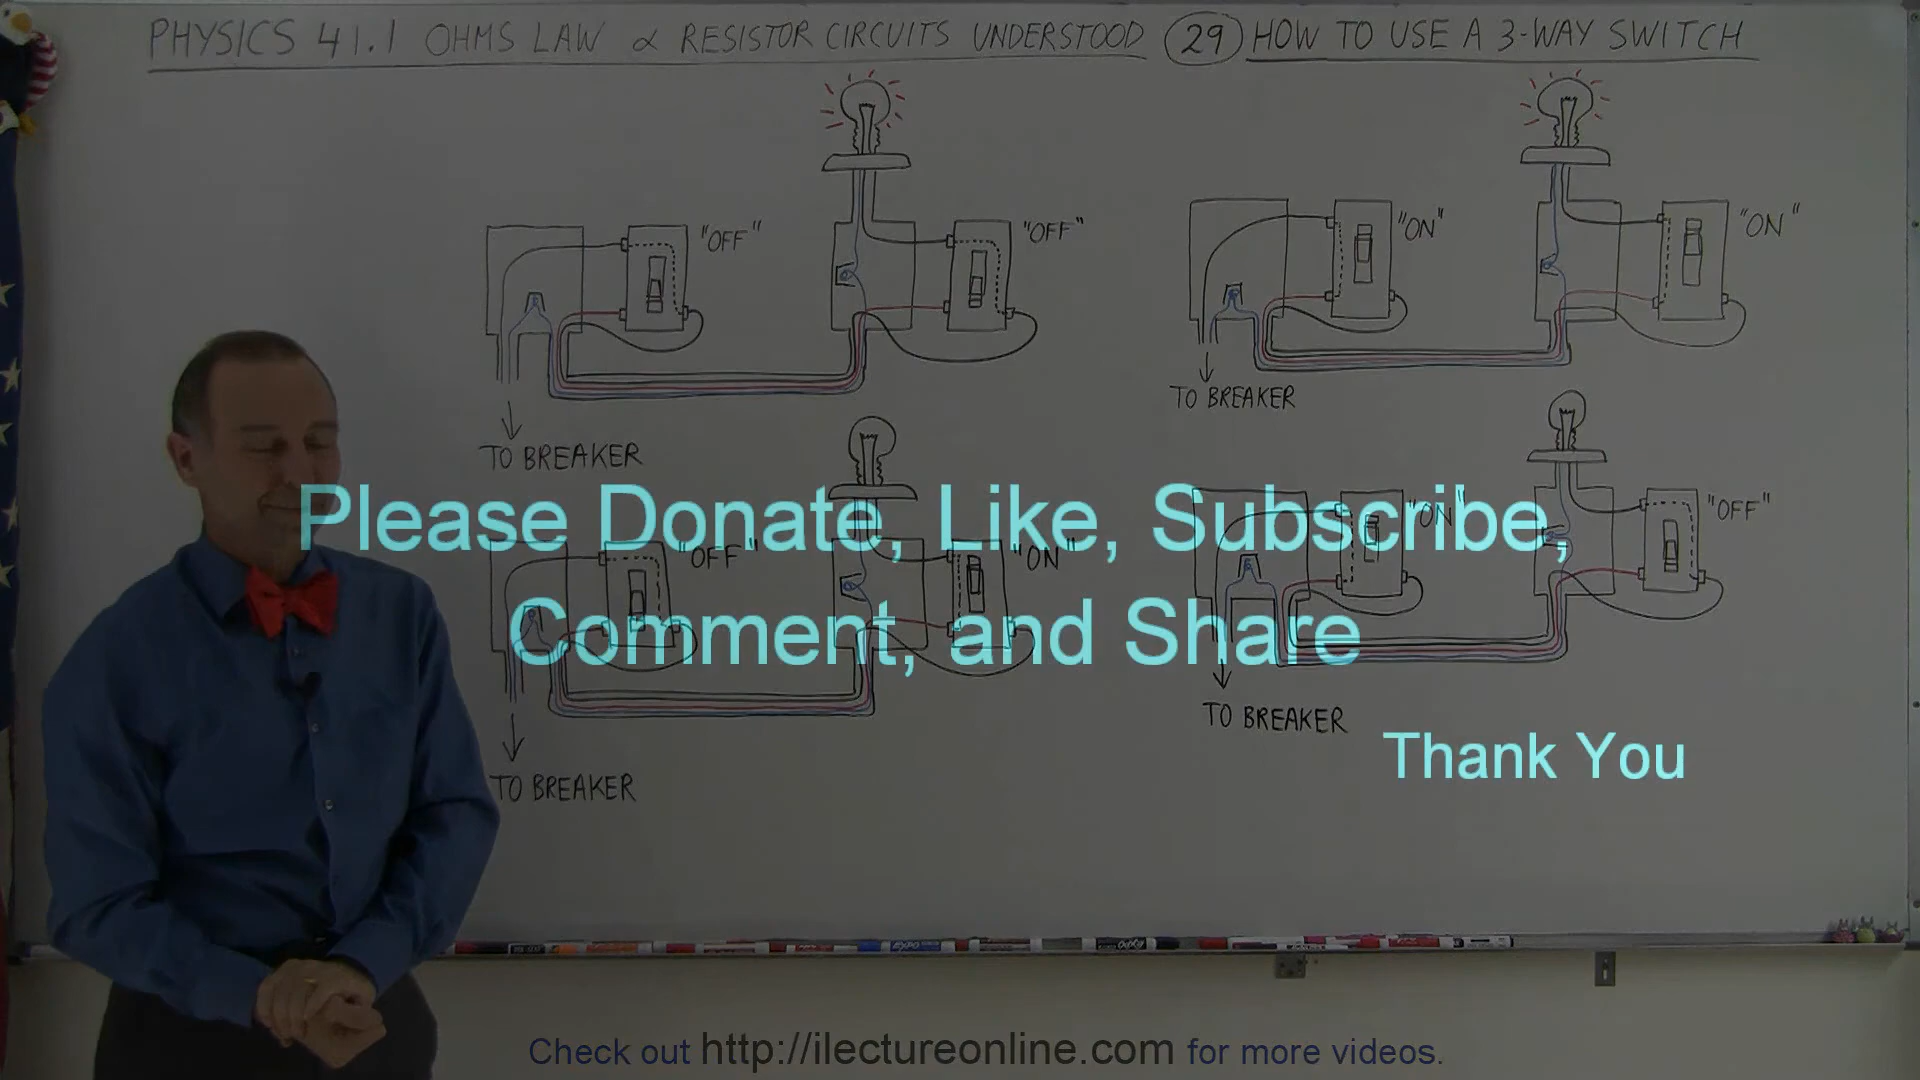 PHYSICS 41.1 OHMS LAW & RESISTOR CIRCUITS UNDERSTOOD 29 HOW TO USE A 3-WAY SWITCH
"OFF" "OFF" "ON" "ON"
TO BREAKER
TO BREAKER
Please Donate, Like, Subscribe,
"OFF" "ON" "ON" "OFF"
Comment, and Share
TO BREAKER
Thank You
TO BREAKER
EXPO
Check out http://ilectureonline.com for more videos.